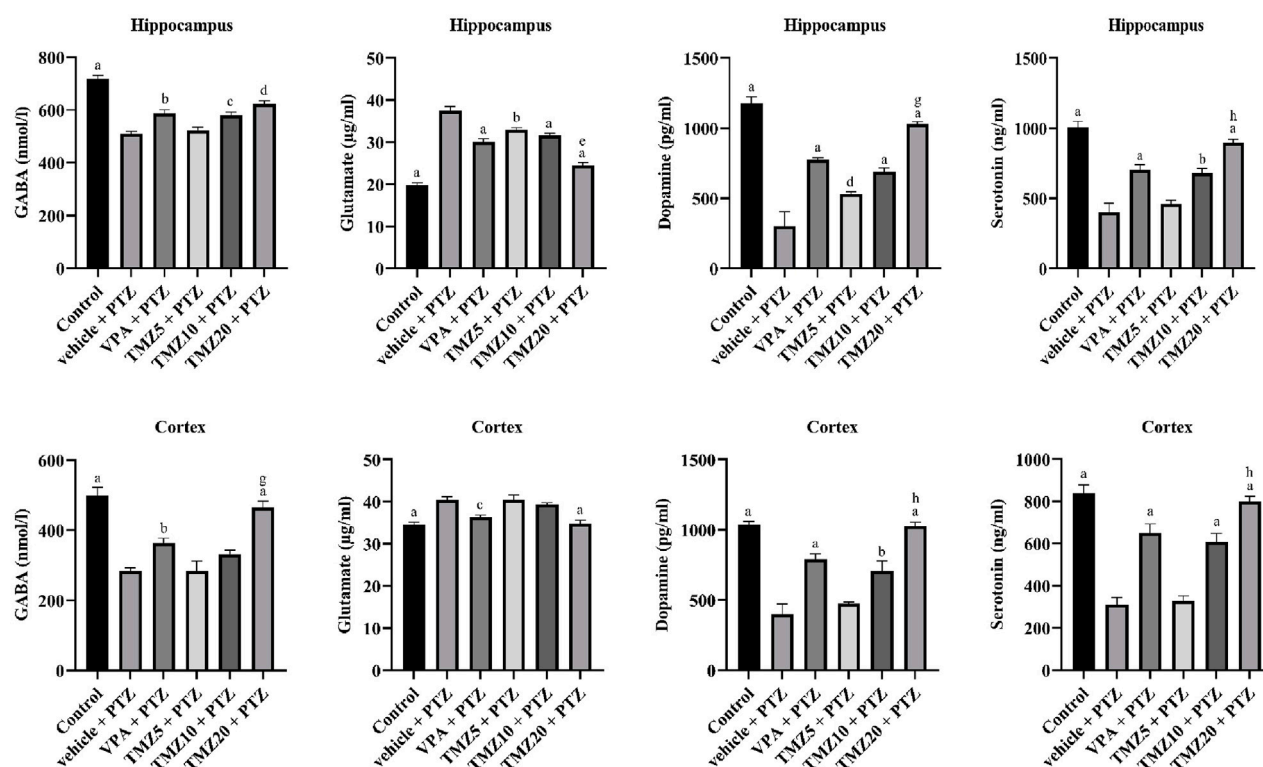 Hippocampus
GABA (nmol/l)
800
600
400
200
0
a
b
c
d
Control
vehicle + PTZ
VPA + PTZ
TMZ5 + PTZ
TMZ10 + PTZ
TMZ20 + PTZ
Hippocampus
Glutamate (µg/ml)
50
40
30
20
10
0
a
a
b
a
e
a
Control
vehicle + PTZ
VPA + PTZ
TMZ5 + PTZ
TMZ10 + PTZ
TMZ20 + PTZ
Hippocampus
Dopamine (pg/ml)
1500
1000
500
0
a
a
d
a
g
a
Control
vehicle + PTZ
VPA + PTZ
TMZ5 + PTZ
TMZ10 + PTZ
TMZ20 + PTZ
Hippocampus
Serotonin (ng/ml)
1500
1000
500
0
a
a
b
h
a
Control
vehicle + PTZ
VPA + PTZ
TMZ5 + PTZ
TMZ10 + PTZ
TMZ20 + PTZ
Cortex
GABA (nmol/l)
600
400
200
0
a
b
g
a
Control
vehicle + PTZ
VPA + PTZ
TMZ5 + PTZ
TMZ10 + PTZ
TMZ20 + PTZ
Cortex
Glutamate (µg/ml)
50
40
30
20
10
0
a
c
a
Control
vehicle + PTZ
VPA + PTZ
TMZ5 + PTZ
TMZ10 + PTZ
TMZ20 + PTZ
Cortex
Dopamine (pg/ml)
1500
1000
500
0
a
a
b
h
a
Control
vehicle + PTZ
VPA + PTZ
TMZ5 + PTZ
TMZ10 + PTZ
TMZ20 + PTZ
Cortex
Serotonin (ng/ml)
1000
800
600
400
200
0
a
a
a
h
a
Control
vehicle + PTZ
VPA + PTZ
TMZ5 + PTZ
TMZ10 + PTZ
TMZ20 + PTZ